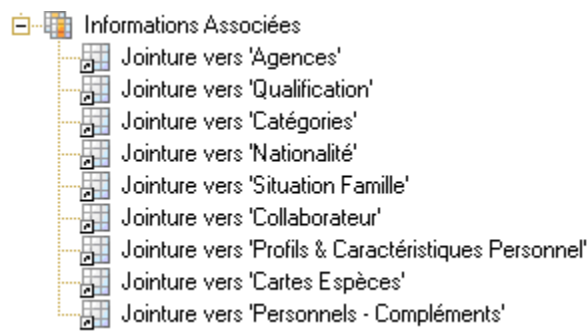 Informations Associées
Jointure vers 'Agences'
Jointure vers 'Qualification'
Jointure vers 'Catégories'
Jointure vers 'Nationalité'
Jointure vers 'Situation Famille'
Jointure vers 'Collaborateur'
Jointure vers 'Profils & Caractéristiques Personnel'
Jointure vers 'Cartes Espèces'
Jointure vers 'Personnels - Compléments'